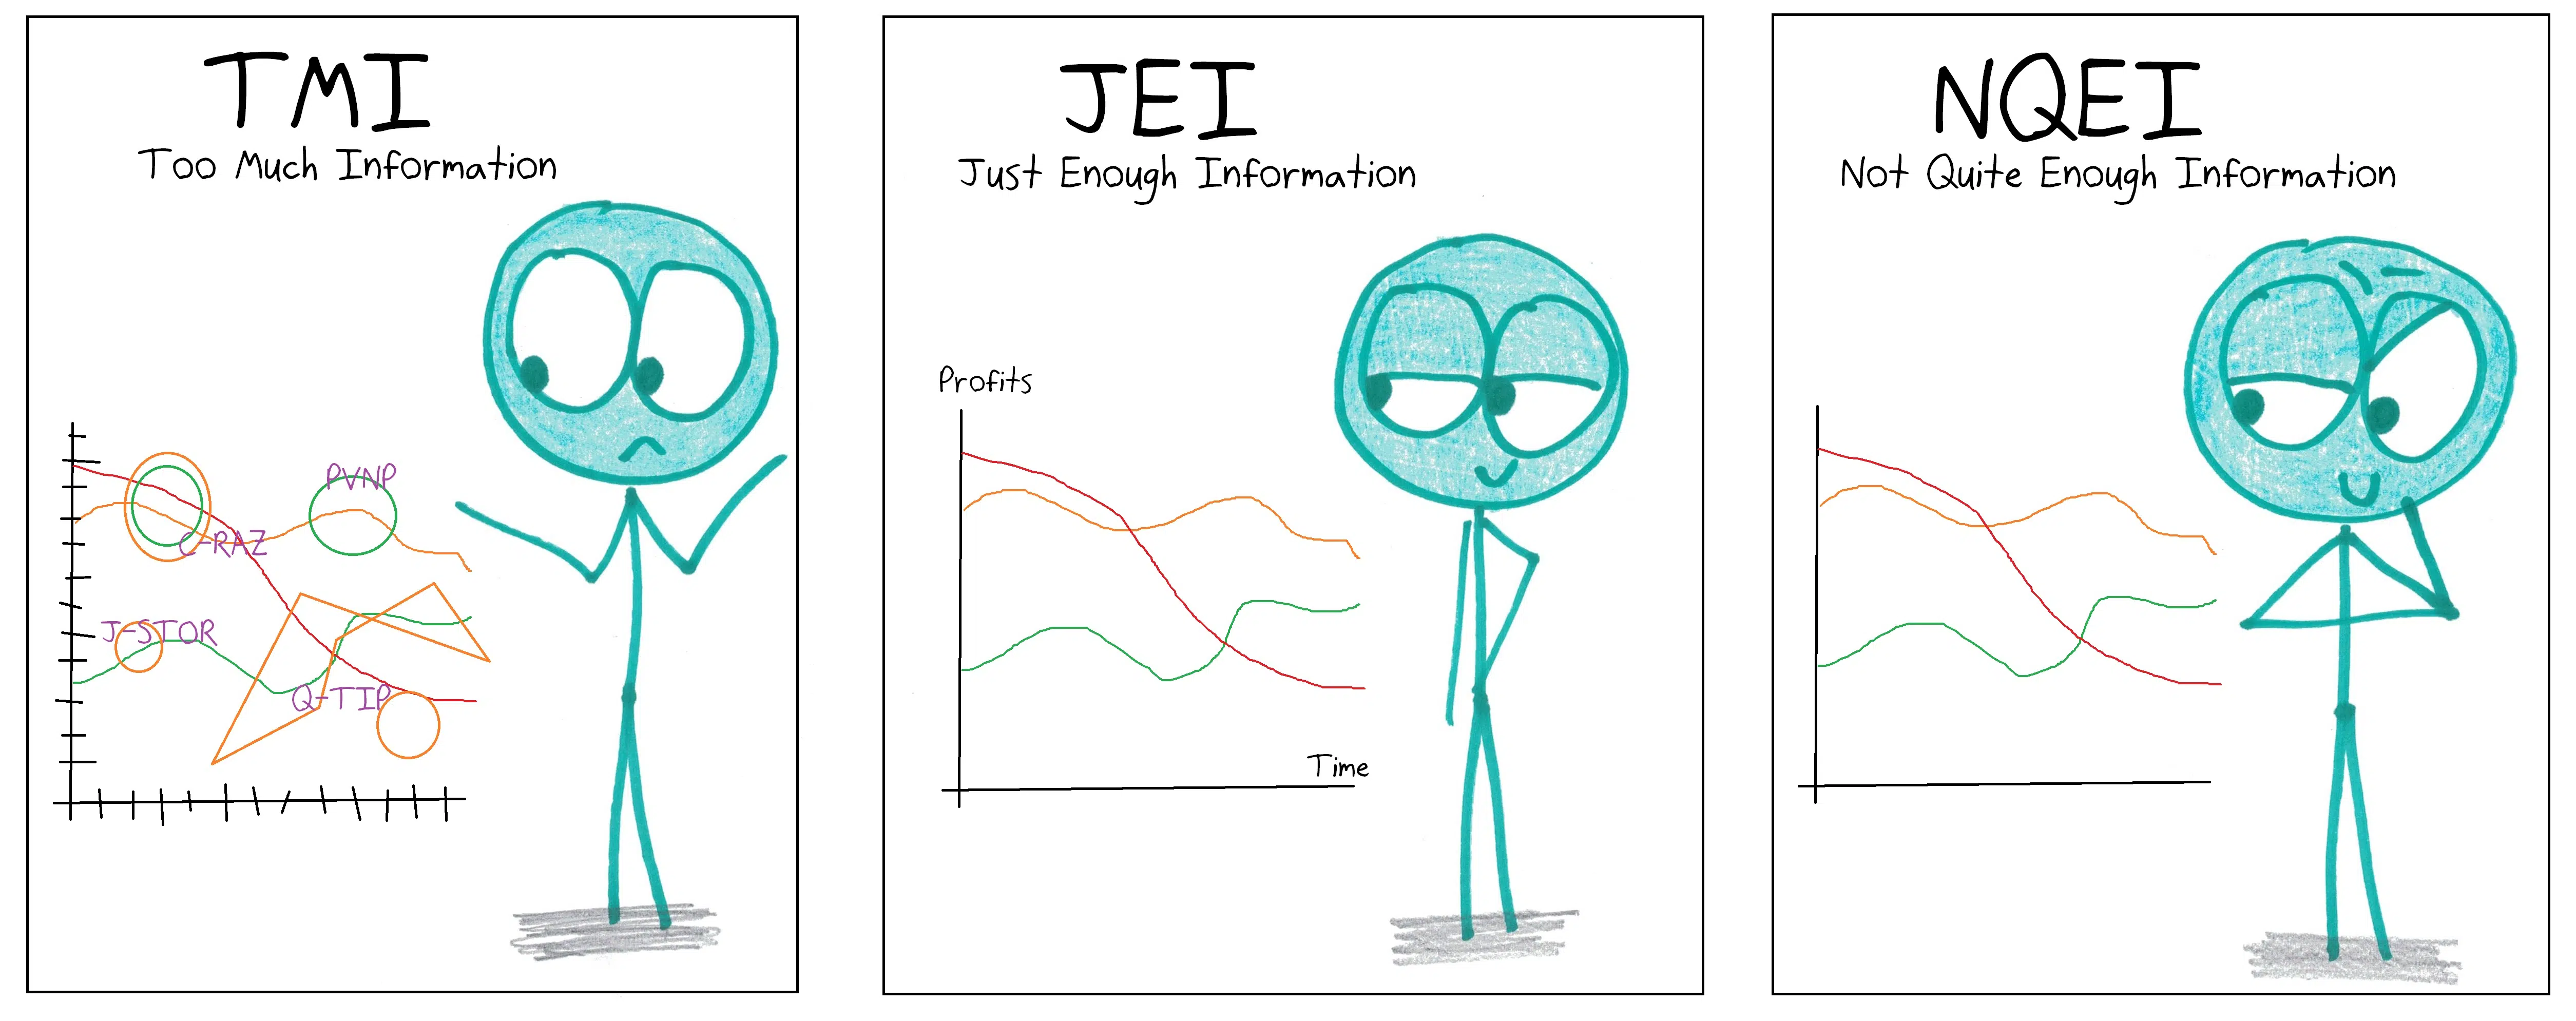 TMI
Too Much Information
PVNP
C-RAZ
J-STOR
Q-TIP
JEI
Just Enough Information
Profits
Time
NQEI
Not Quite Enough Information